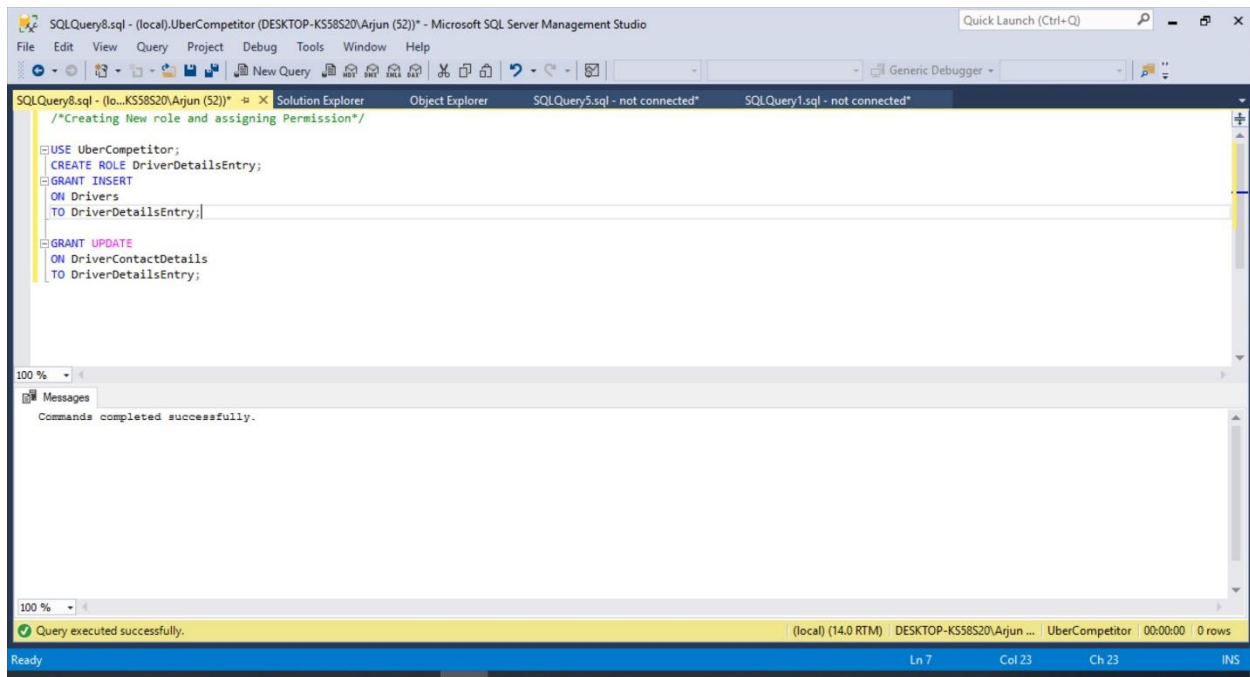 SQLQuery8.sql - (local).UberCompetitor (DESKTOP-KS58S20\Arjun (52))* - Microsoft SQL Server Management Studio
Quick Launch (Ctrl+Q)
File Edit View Query Project Debug Tools Window Help
New Query MDX DMX XMLA DAX Generic Debugger
SQLQuery8.sql - (lo...KS58S20\Arjun (52))* Solution Explorer Object Explorer SQLQuery5.sql - not connected* SQLQuery1.sql - not connected*
/*Creating New role and assigning Permission*/
USE UberCompetitor;
CREATE ROLE DriverDetailsEntry;
GRANT INSERT
ON Drivers
TO DriverDetailsEntry;
GRANT UPDATE
ON DriverContactDetails
TO DriverDetailsEntry;
100 %
Messages
Commands completed successfully.
100 %
Query executed successfully. (local) (14.0 RTM) DESKTOP-KS58S20\Arjun ... UberCompetitor 00:00:00 0 rows
Ready Ln 7 Col 23 Ch 23 INS